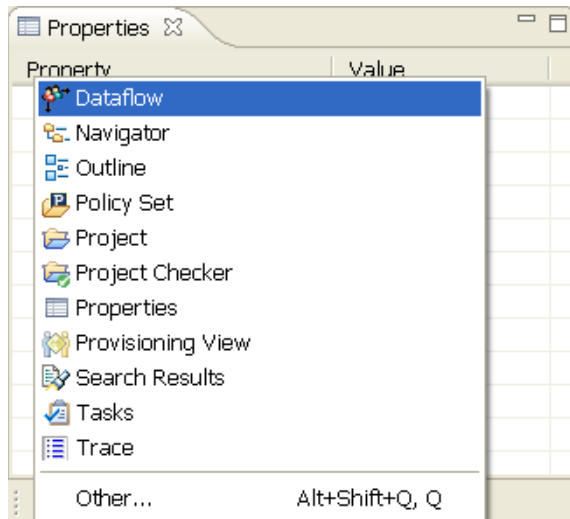 Properties
Property Value
Dataflow
Navigator
Outline
Policy Set
Project
Project Checker
Properties
Provisioning View
Search Results
Tasks
Trace
Other... Alt+Shift+Q, Q